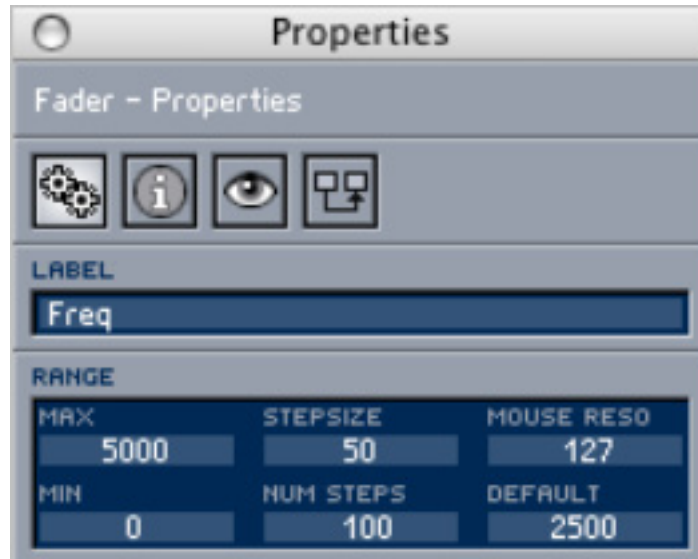 Properties
Fader - Properties
LABEL
Freq
RANGE
MAX STEPSIZE MOUSE RESO
5000 50 127
MIN NUM STEPS DEFAULT
0 100 2500